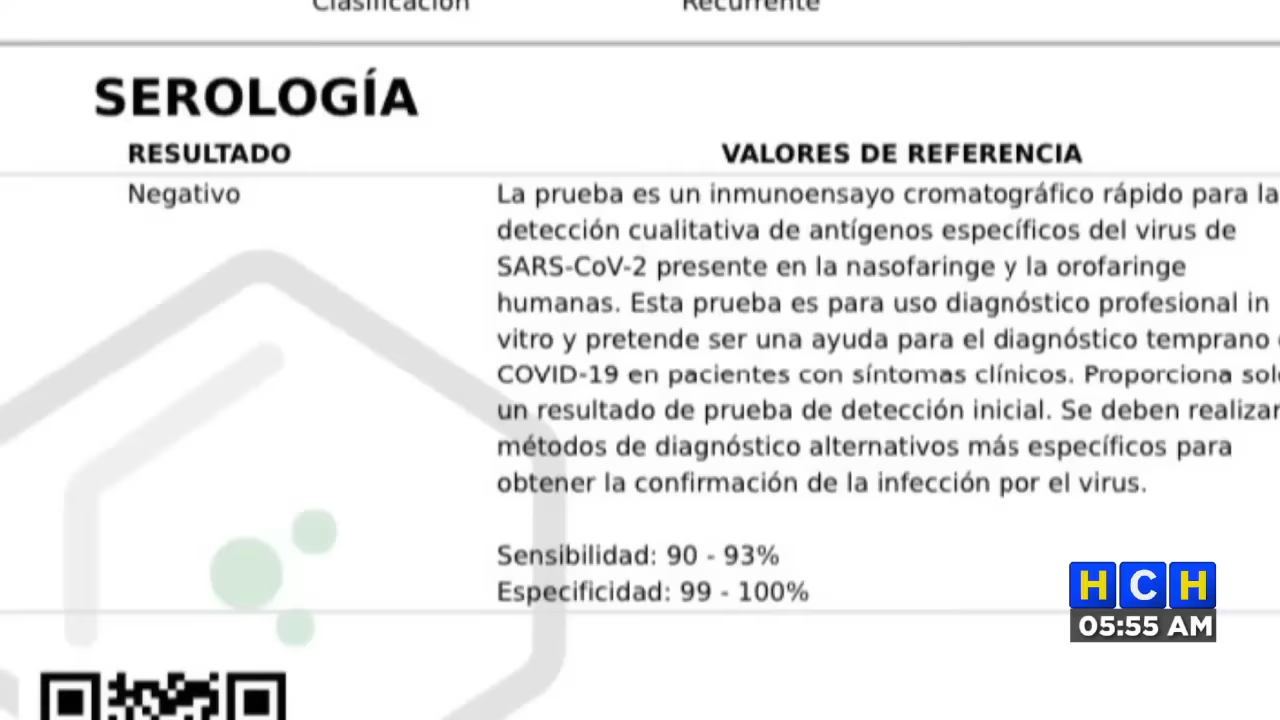 Clasificación Recurrente
SEROLOGÍA
RESULTADO VALORES DE REFERENCIA
Negativo La prueba es un inmunoensayo cromatográfico rápido para la
detección cualitativa de antígenos específicos del virus de
SARS-CoV-2 presente en la nasofaringe y la orofaringe
humanas. Esta prueba es para uso diagnóstico profesional in
vitro y pretende ser una ayuda para el diagnóstico temprano
COVID-19 en pacientes con síntomas clínicos. Proporciona solo
un resultado de prueba de detección inicial. Se deben realizar
métodos de diagnóstico alternativos más específicos para
obtener la confirmación de la infección por el virus.
Sensibilidad: 90 - 93%
Especificidad: 99 - 100%
HCH
05:55 AM